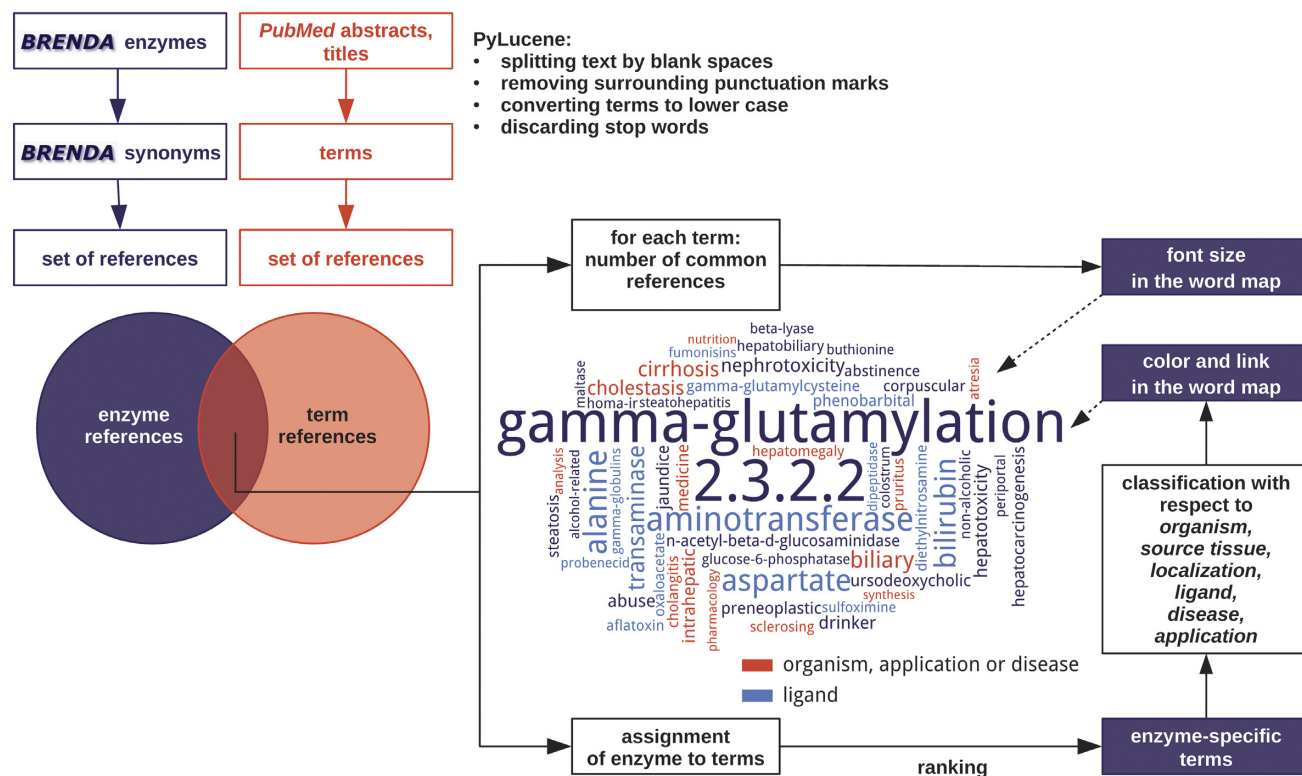 BRENDA enzymes
PubMed abstracts,
titles
PyLucene:
• splitting text by blank spaces
• removing surrounding punctuation marks
• converting terms to lower case
• discarding stop words
BRENDA synonyms
terms
set of references
set of references
for each term:
number of common
references
font size
in the word map
enzyme
references
term
references
color and link
in the word map
beta-lyase
nutrition
hepatobiliary
buthionine
fumonisins
cirrhosis
nephrotoxicity
abstinence
atresia
maltase
cholestasis
gamma-glutamylcysteine
corpuscular
homa-ir
steatohepatitis
phenobarbital
gamma-glutamylation
hepatomegaly
2.3.2.2
steatosis
analysis
alcohol-related
alanine
gamma-globulins
transaminase
jaundice
medicine
dipeptidase
colostrum
pruritus
diethylnitrosamine
bilirubin
non-alcoholic
hepatotoxicity
periportal
hepatocarcinogenesis
aminotransferase
n-acetyl-beta-d-glucosaminidase
probenecid
oxaloacetate
glucose-6-phosphatase
biliary
cholangitis
intrahepatic
aspartate
ursodeoxycholic
synthesis
abuse
pharmacology
preneoplastic
sulfoximine
aflatoxin
sclerosing
drinker
organism, application or disease
ligand
classification with
respect to
organism,
source tissue,
localization,
ligand,
disease,
application
assignment
of enzyme to terms
ranking
enzyme-specific
terms